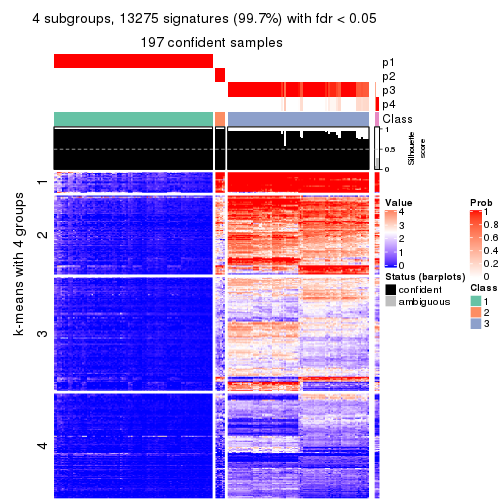 4 subgroups, 13275 signatures (99.7%) with fdr < 0.05
197 confident samples
p1
p2
p3
p4
Class
1
0.5
0
Silhouette
score
k-means with 4 groups
1
2
3
4
Value
4
3
2
1
0
Status (barplots)
confident
ambiguous
Prob
1
0.8
0.6
0.4
0.2
0
Class
1
2
3